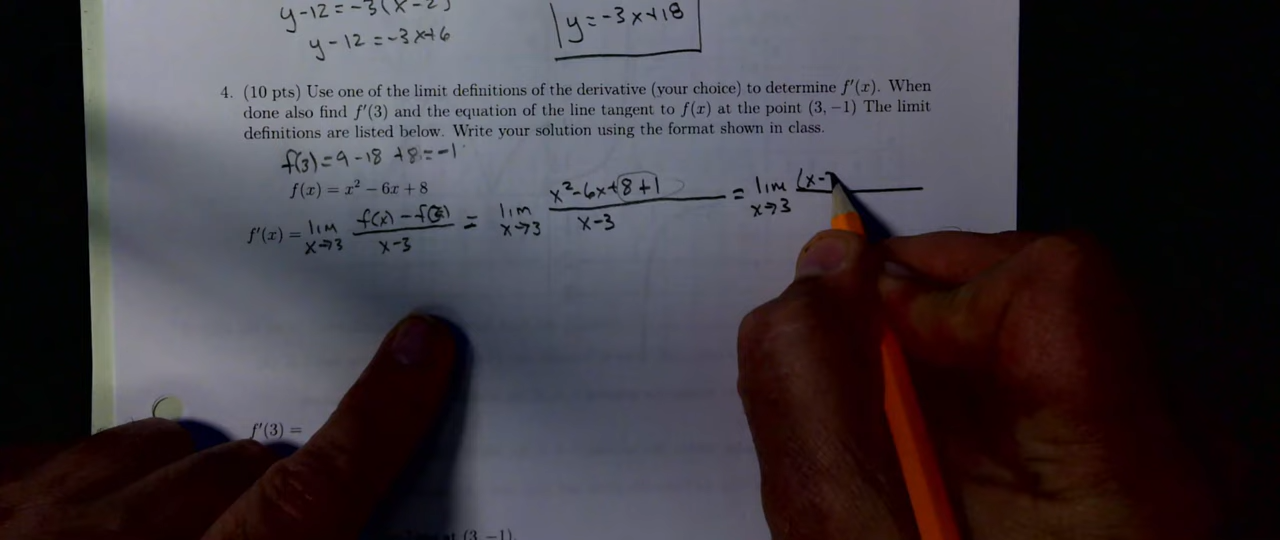 y-12=-3(x-2)
y-12=-3x+6
y=-3x+18
4. (10 pts) Use one of the limit definitions of the derivative (your choice) to determine f′(x). When
done also find f′(3) and the equation of the line tangent to f(x) at the point (3, −1) The limit
definitions are listed below. Write your solution using the format shown in class.
f(3)=9-18+8=-1
f(x) = x² − 6x + 8
f′(x) = lim x→3 f(x)-f(3) / x-3 = lim x→3 x²-6x+8+1 / x-3 = lim x→3 (x-
f′(3) =
(3, −1)